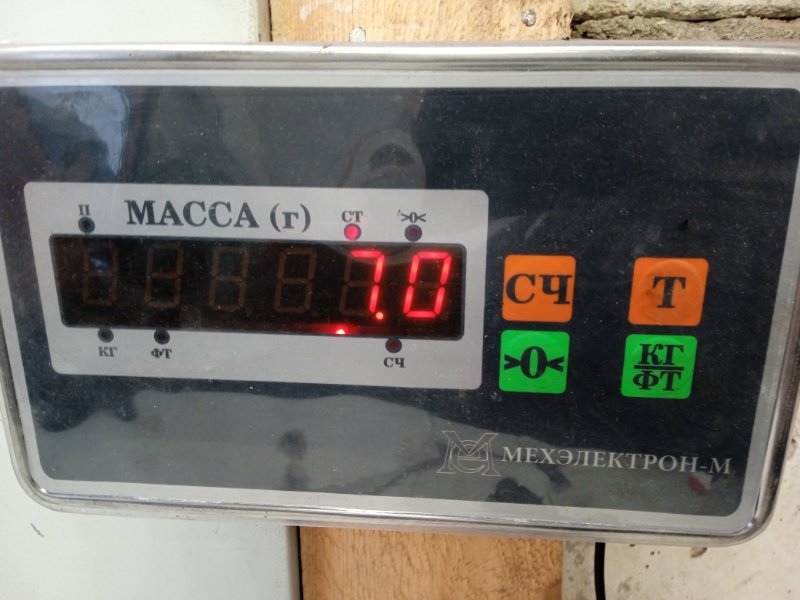 П МАССА (г) СТ >0<
7.0
КГ ФТ СЧ
СЧ Т
>0< КГ/ФТ
МЕХЭЛЕКТРОН-М